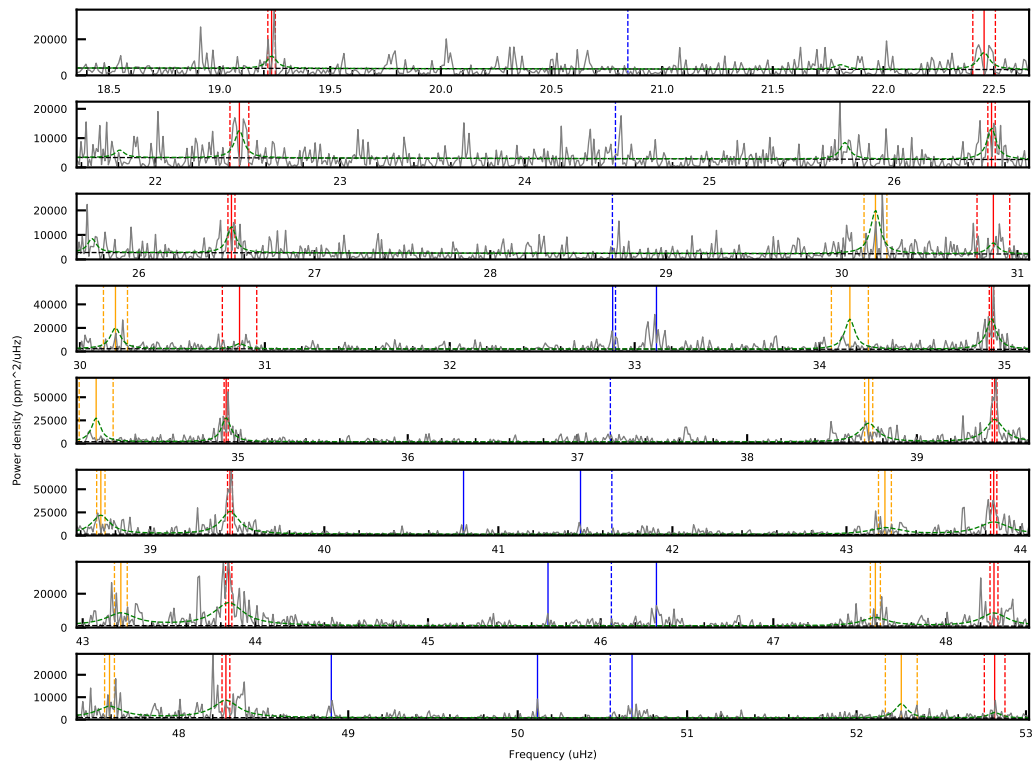 20000
0
18.5 19.0 19.5 20.0 20.5 21.0 21.5 22.0 22.5
20000
10000
0
22 23 24 25 26
20000
10000
0
26 27 28 29 30 31
40000
20000
0
30 31 32 33 34 35
50000
25000
0
35 36 37 38 39
50000
25000
0
39 40 41 42 43 44
20000
0
43 44 45 46 47 48
20000
10000
0
48 49 50 51 52 53
Power density (ppm^2/uHz)
Frequency (uHz)